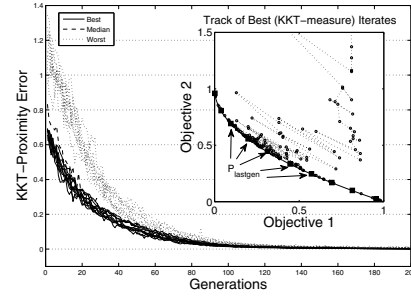 Best
Median
Worst
Track of Best (KKT−measure) Iterates
KKT−Proximity Error
1.4
1.2
1
0.8
0.6
0.4
0.2
0
0 20 40 60 80 100 120 140 160 180 200
Generations
Objective 2
1.5
1
0.5
0
0 0.5 1
Objective 1
P lastgen